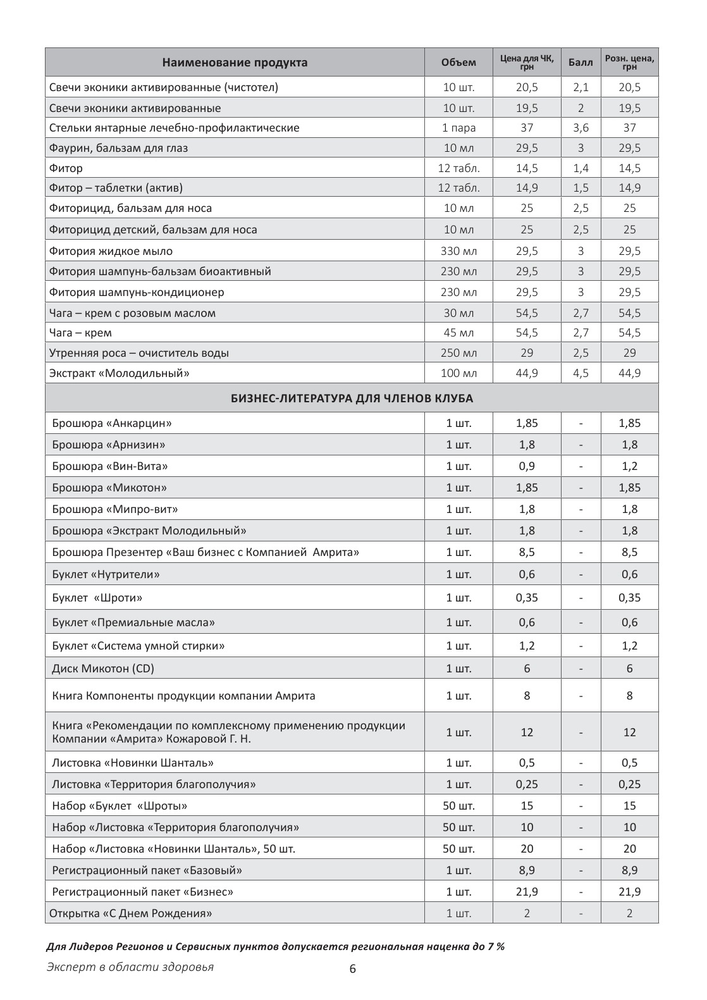 Наименование продукта Объем Цена для ЧК, грн Балл Розн. цена, грн
Свечи эконики активированные (чистотел) 10 шт. 20,5 2,1 20,5
Свечи эконики активированные 10 шт. 19,5 2 19,5
Стельки янтарные лечебно-профилактические 1 пара 37 3,6 37
Фаурин, бальзам для глаз 10 мл 29,5 3 29,5
Фитор 12 табл. 14,5 1,4 14,5
Фитор – таблетки (актив) 12 табл. 14,9 1,5 14,9
Фиторицид, бальзам для носа 10 мл 25 2,5 25
Фиторицид детский, бальзам для носа 10 мл 25 2,5 25
Фитория жидкое мыло 330 мл 29,5 3 29,5
Фитория шампунь-бальзам биоактивный 230 мл 29,5 3 29,5
Фитория шампунь-кондиционер 230 мл 29,5 3 29,5
Чага – крем с розовым маслом 30 мл 54,5 2,7 54,5
Чага – крем 45 мл 54,5 2,7 54,5
Утренняя роса – очиститель воды 250 мл 29 2,5 29
Экстракт «Молодильный» 100 мл 44,9 4,5 44,9
БИЗНЕС-ЛИТЕРАТУРА ДЛЯ ЧЛЕНОВ КЛУБА
Брошюра «Анкарцин» 1 шт. 1,85 - 1,85
Брошюра «Арнизин» 1 шт. 1,8 - 1,8
Брошюра «Вин-Вита» 1 шт. 0,9 - 1,2
Брошюра «Микотон» 1 шт. 1,85 - 1,85
Брошюра «Мипро-вит» 1 шт. 1,8 - 1,8
Брошюра «Экстракт Молодильный» 1 шт. 1,8 - 1,8
Брошюра Презентер «Ваш бизнес с Компанией Амрита» 1 шт. 8,5 - 8,5
Буклет «Нутрители» 1 шт. 0,6 - 0,6
Буклет «Шроти» 1 шт. 0,35 - 0,35
Буклет «Премиальные масла» 1 шт. 0,6 - 0,6
Буклет «Система умной стирки» 1 шт. 1,2 - 1,2
Диск Микотон (CD) 1 шт. 6 - 6
Книга Компоненты продукции компании Амрита 1 шт. 8 - 8
Книга «Рекомендации по комплексному применению продукции
Компании «Амрита» Кожаровой Г. Н. 1 шт. 12 - 12
Листовка «Новинки Шанталь» 1 шт. 0,5 - 0,5
Листовка «Территория благополучия» 1 шт. 0,25 - 0,25
Набор «Буклет «Шроты» 50 шт. 15 - 15
Набор «Листовка «Территория благополучия» 50 шт. 10 - 10
Набор «Листовка «Новинки Шанталь», 50 шт. 50 шт. 20 - 20
Регистрационный пакет «Базовый» 1 шт. 8,9 - 8,9
Регистрационный пакет «Бизнес» 1 шт. 21,9 - 21,9
Открытка «С Днем Рождения» 1 шт. 2 - 2
Для Лидеров Регионов и Сервисных пунктов допускается региональная наценка до 7 %
Эксперт в области здоровья 6